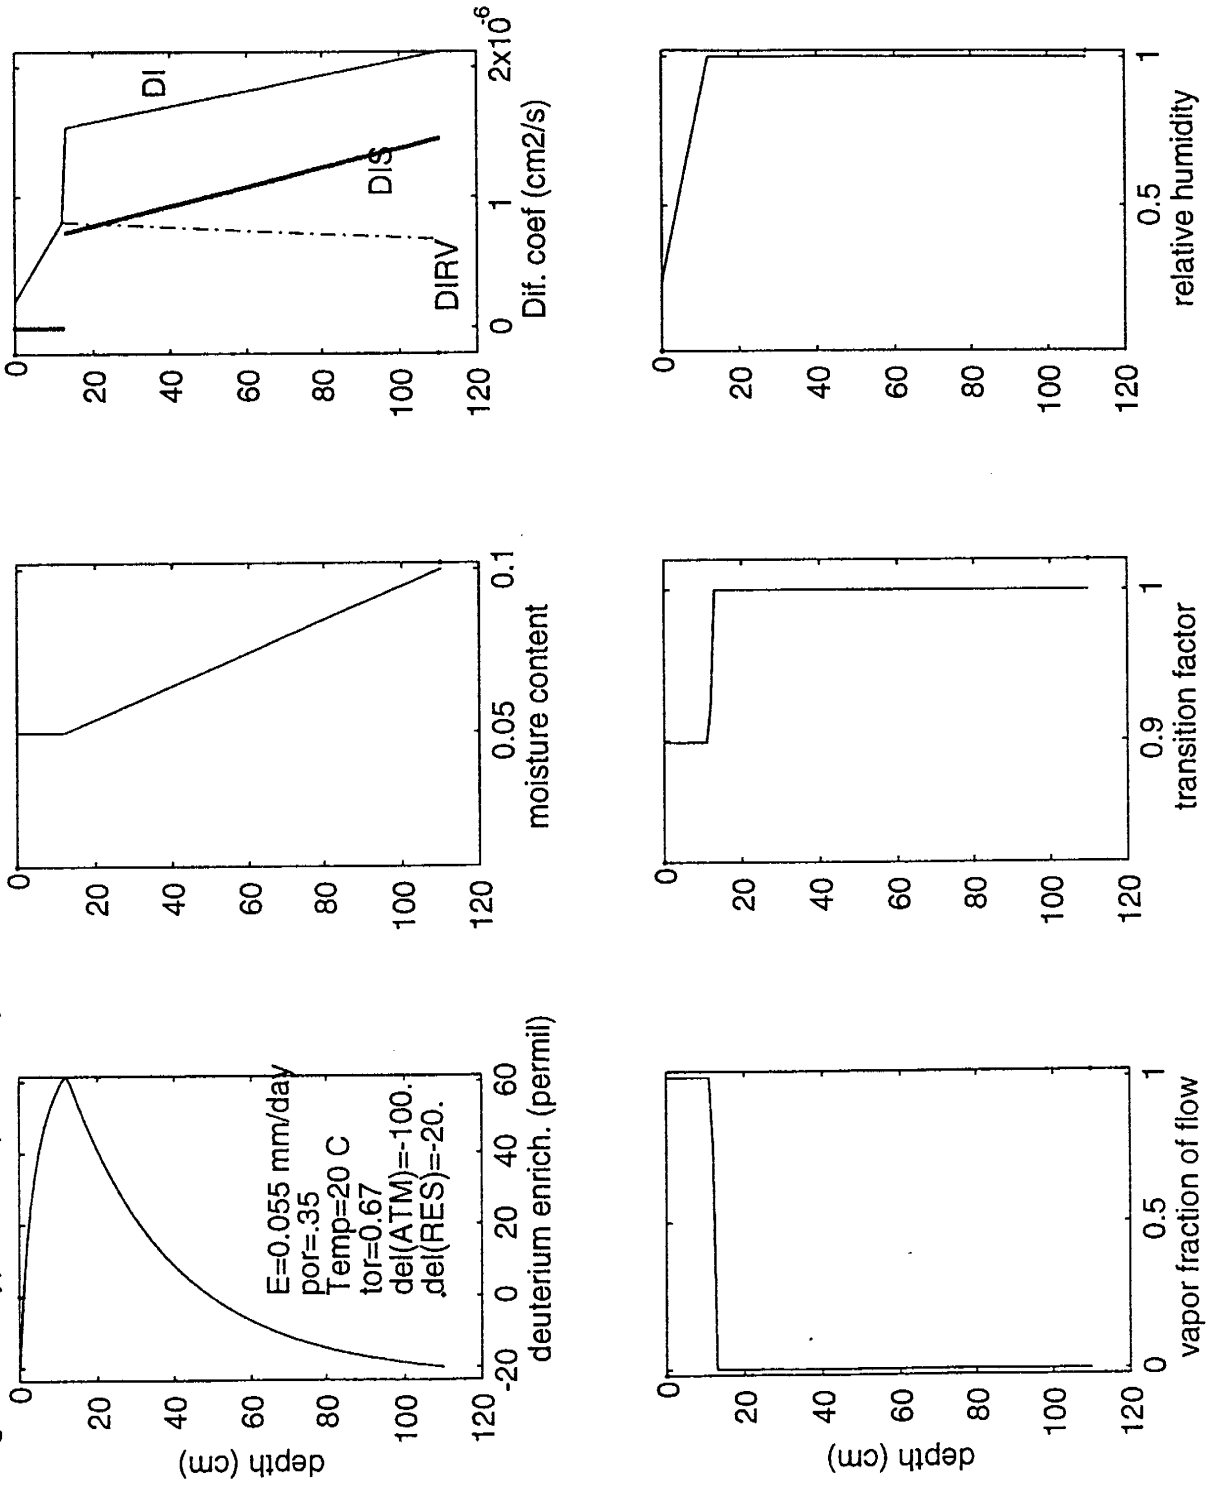 0
20
40
60
80
100
120
depth (cm)
-20 0 20 40 60
deuterium enrich. (permil)
E=0.055 mm/day
por=.35
Temp=20 C
tor=0.67
del(ATM)=-100.
del(RES)=-20.
0
20
40
60
80
100
120
0.05 0.1
moisture content
0
20
40
60
80
100
120
0 1 2x10-6
Dif. coef (cm2/s)
DI
DIS
DIRV
0
20
40
60
80
100
120
depth (cm)
0 0.5 1
vapor fraction of flow
0
20
40
60
80
100
120
0.9 1
transition factor
0
20
40
60
80
100
120
0.5 1
relative humidity